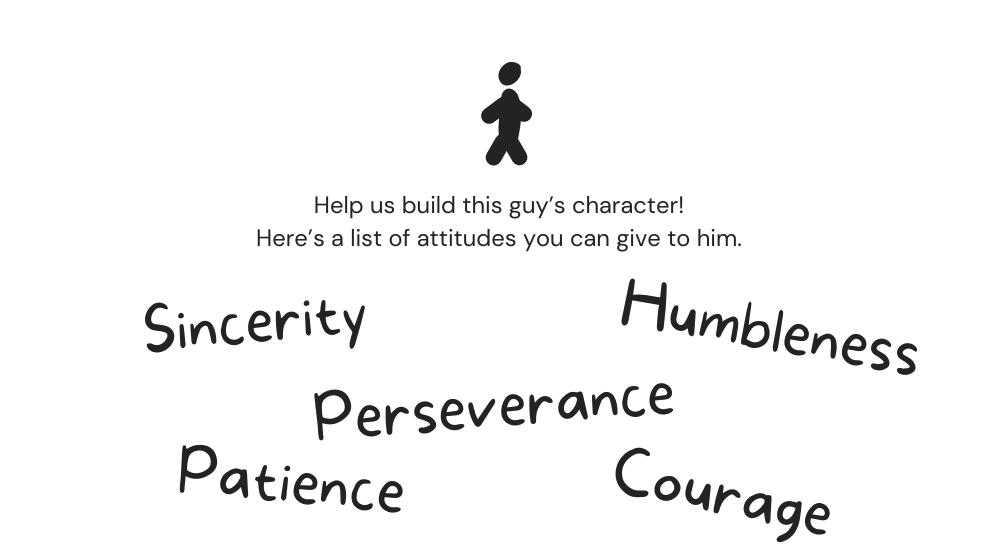 Help us build this guy’s character!
Here’s a list of attitudes you can give to him.
Sincerity
Humbleness
Perseverance
Patience
Courage